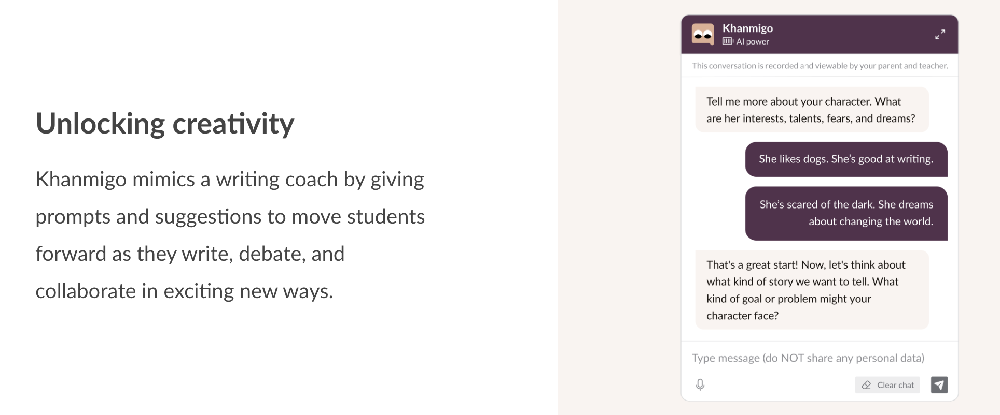 Unlocking creativity
Khanmigo mimics a writing coach by giving
prompts and suggestions to move students
forward as they write, debate, and
collaborate in exciting new ways.
Khanmigo
AI power
This conversation is recorded and viewable by your parent and teacher.
Tell me more about your character. What
are her interests, talents, fears, and dreams?
She likes dogs. She’s good at writing.
She’s scared of the dark. She dreams
about changing the world.
That's a great start! Now, let's think about
what kind of story we want to tell. What
kind of goal or problem might your
character face?
Type message (do NOT share any personal data)
Clear chat